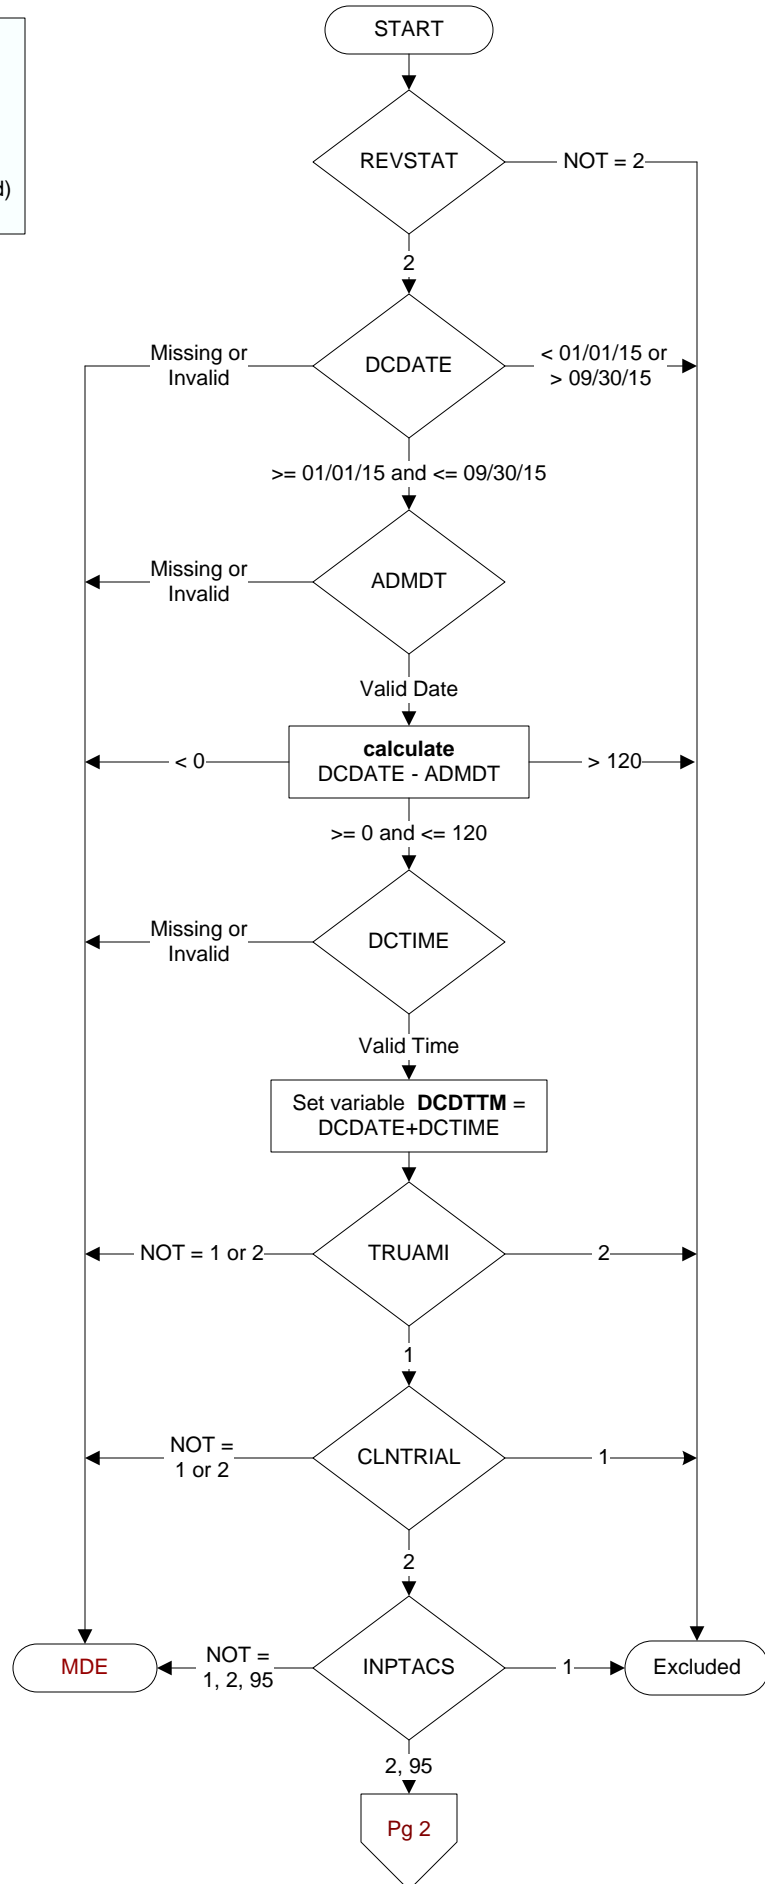 START
d)
REVSTAT
NOT = 2
2
Missing or
Invalid
DCDATE
< 01/01/15 or
> 09/30/15
>= 01/01/15 and <= 09/30/15
Missing or
Invalid
ADMDT
Valid Date
< 0
calculate
DCDATE - ADMDT
> 120
>= 0 and <= 120
Missing or
Invalid
DCTIME
Valid Time
Set variable DCDTTM =
DCDATE+DCTIME
NOT = 1 or 2
TRUAMI
2
1
NOT =
1 or 2
CLNTRIAL
1
2
MDE
NOT =
1, 2, 95
INPTACS
1
Excluded
2, 95
Pg 2